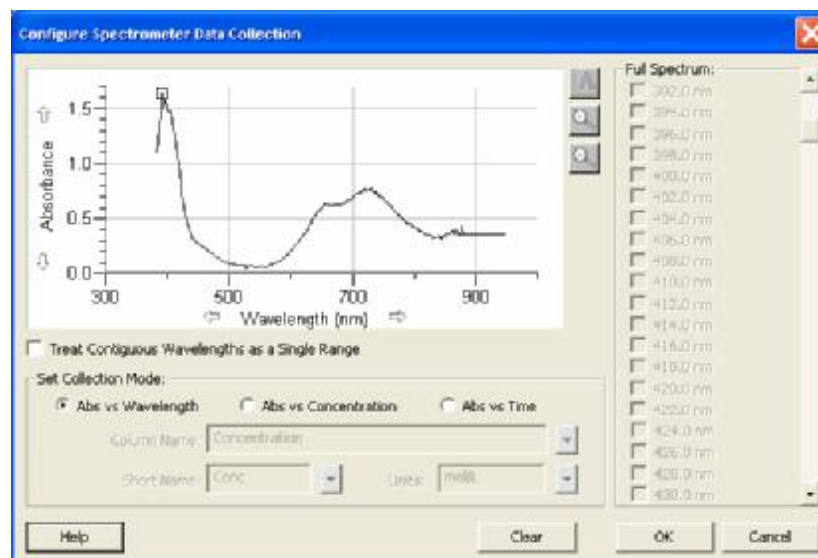 Configure Spectrometer Data Collection
1.5
1.0
0.5
0.0
Absorbance
300
500
700
900
Wavelength (nm)
Full Spectrum:
392.0 nm
394.0 nm
396.0 nm
398.0 nm
400.0 nm
402.0 nm
404.0 nm
406.0 nm
408.0 nm
410.0 nm
412.0 nm
414.0 nm
416.0 nm
418.0 nm
420.0 nm
422.0 nm
424.0 nm
426.0 nm
428.0 nm
430.0 nm
Treat Contiguous Wavelengths as a Single Range
Set Collection Mode:
Abs vs Wavelength Abs vs Concentration Abs vs Time
Column Name: Concentration
Short Name: Conc Units: mol/L
Help Clear OK Cancel